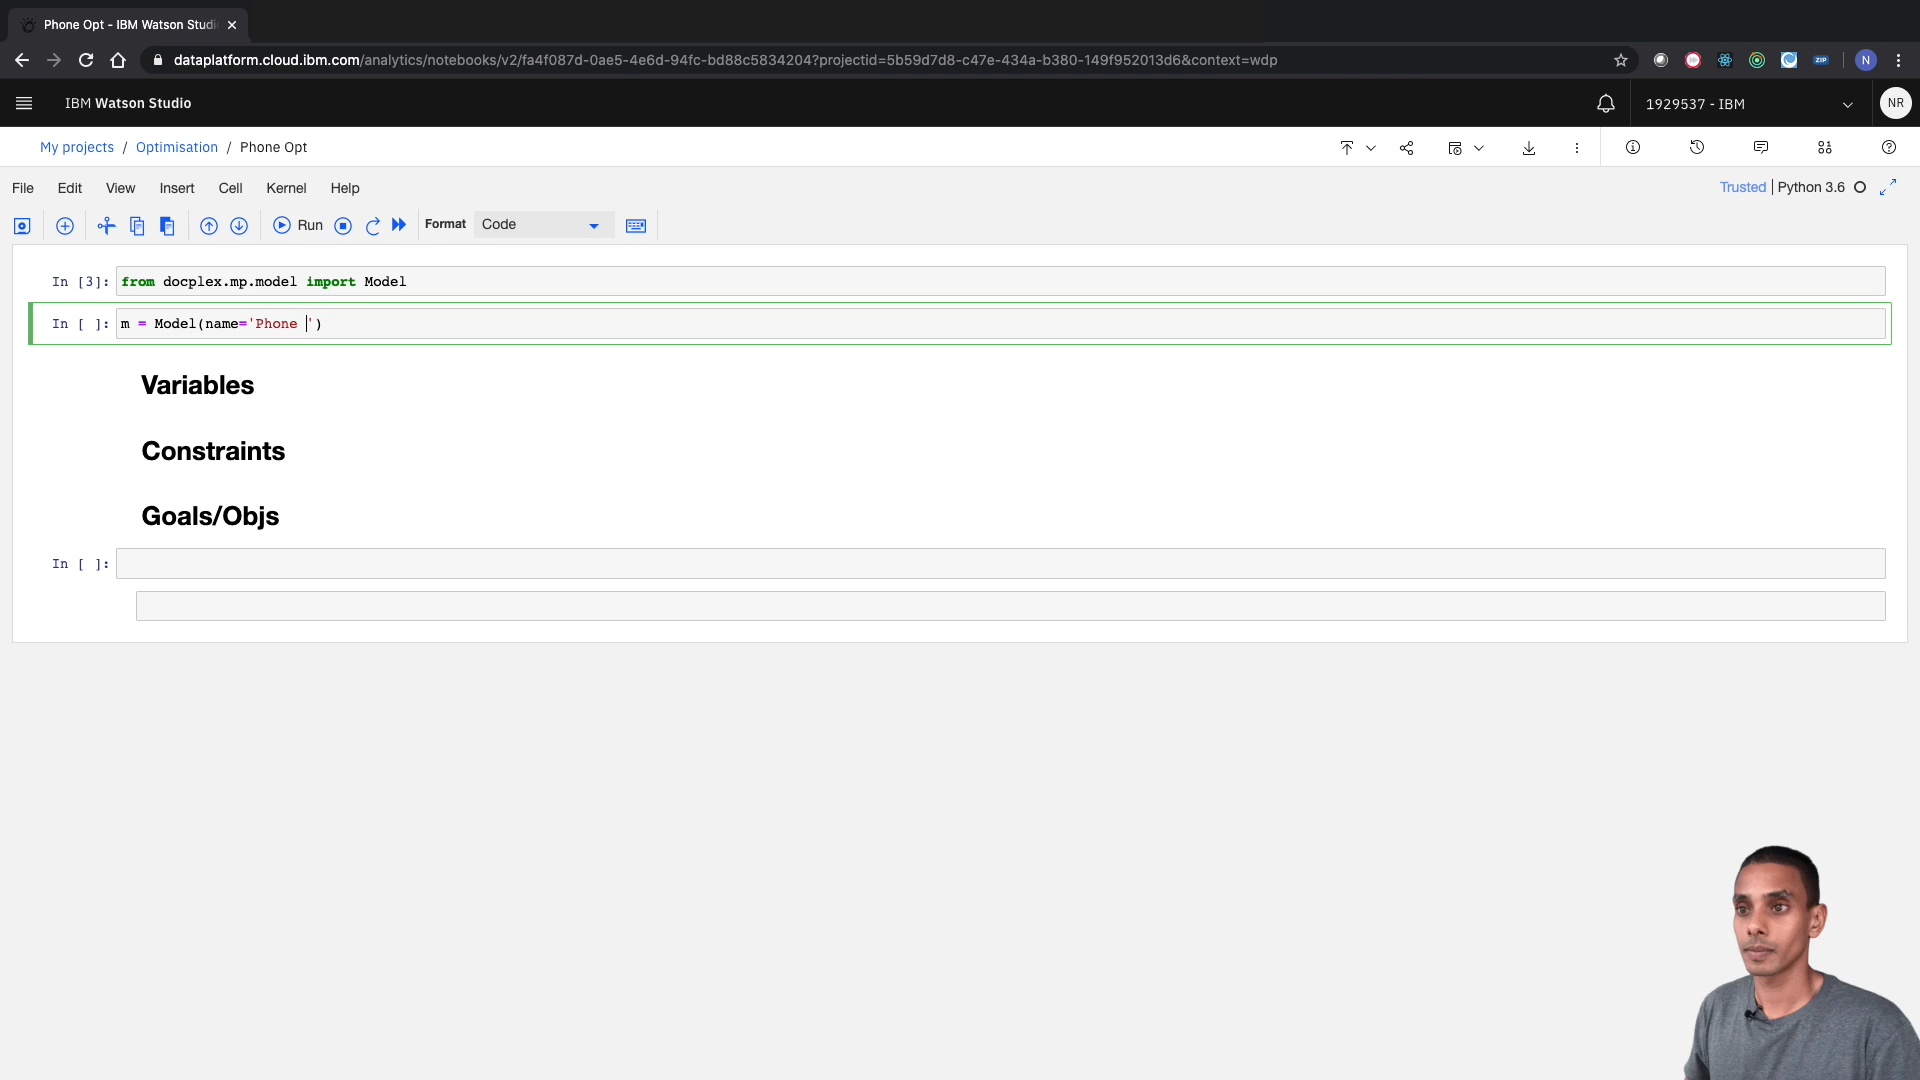 Phone Opt - IBM Watson Studi
dataplatform.cloud.ibm.com/analytics/notebooks/v2/fa4f087d-0ae5-4e6d-94fc-bd88c5834204?projectid=5b59d7d8-c47e-434a-b380-149f952013d6&context=wdp
ZIP
N
IBM Watson Studio
1929537 - IBM
NR
My projects / Optimisation / Phone Opt
File Edit View Insert Cell Kernel Help
Trusted | Python 3.6
Run
Format
Code
In [3]: from docplex.mp.model import Model
In [ ]: m = Model(name='Phone ')
Variables
Constraints
Goals/Objs
In [ ]: